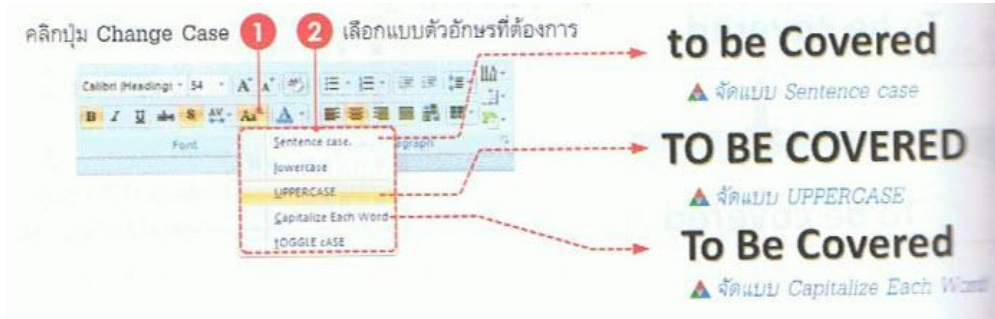 คลิกปุ่ม Change Case 1 2 เลือกแบบตัวอักษรที่ต้องการ
Calibri (Headings 54
Font
Sentence case.
lowercase
UPPERCASE
Capitalize Each Word
tOGGLE cASE
to be Covered
จัดแบบ Sentence case
TO BE COVERED
จัดแบบ UPPERCASE
To Be Covered
จัดแบบ Capitalize Each Word